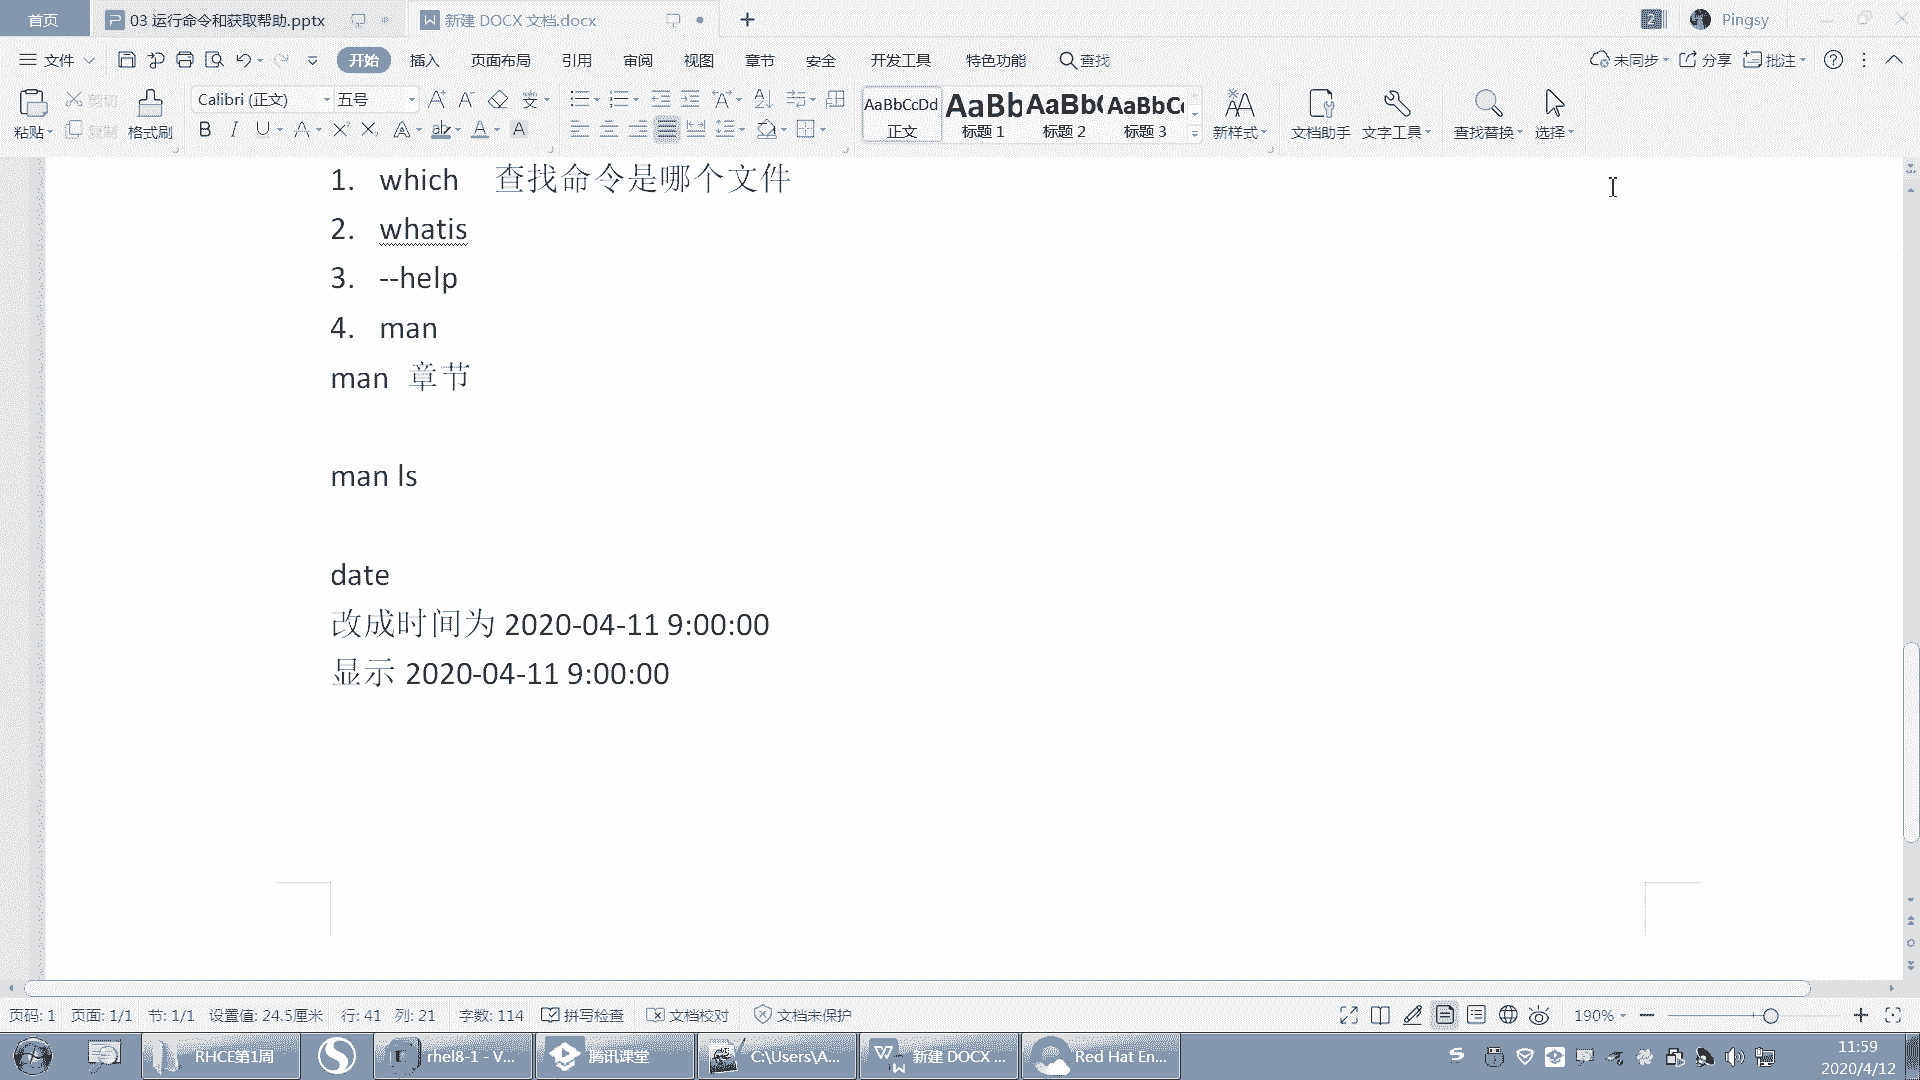 首页 03 运行命令和获取帮助.pptx 新建 DOCX 文档.docx + 2 Pingsy
文件 开始 插入 页面布局 引用 审阅 视图 章节 安全 开发工具 特色功能 查找 未同步 分享 批注
粘贴 剪切 复制 格式刷 Calibri (正文) 五号 AaBbCcDd 正文 AaBb 标题 1 AaBb( 标题 2 AaBbC 标题 3 新样式 文档助手 文字工具 查找替换 选择
1. which 查找命令是哪个文件
2. whatis
3. --help
4. man
man 章节
man ls
date
改成时间为 2020-04-11 9:00:00
显示 2020-04-11 9:00:00
页码: 1 页面: 1/1 节: 1/1 设置值: 24.5厘米 行: 41 列: 21 字数: 114 拼写检查 文档校对 文档未保护 190%
RHCE第1周 rhel8-1 - V... 腾讯课堂 C:\Users\A... 新建 DOCX ... Red Hat En... 11:59
2020/4/12